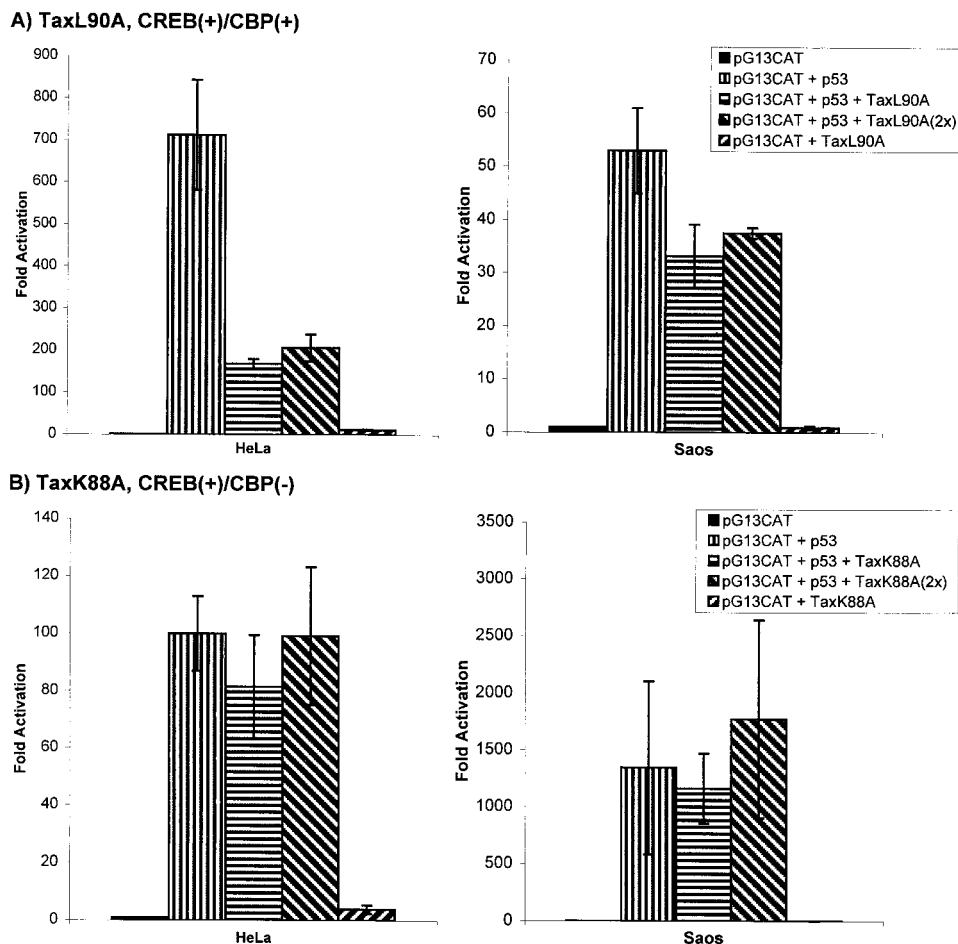 A) TaxL90A, CREB(+)/CBP(+)
900
800
700
600
500
400
300
200
100
0
Fold Activation
HeLa
70
60
50
40
30
20
10
0
Fold Activation
Saos
pG13CAT
pG13CAT + p53
pG13CAT + p53 + TaxL90A
pG13CAT + p53 + TaxL90A(2x)
pG13CAT + TaxL90A
B) TaxK88A, CREB(+)/CBP(-)
140
120
100
80
60
40
20
0
Fold Activation
HeLa
3500
3000
2500
2000
1500
1000
500
0
Fold Activation
Saos
pG13CAT
pG13CAT + p53
pG13CAT + p53 + TaxK88A
pG13CAT + p53 + TaxK88A(2x)
pG13CAT + TaxK88A